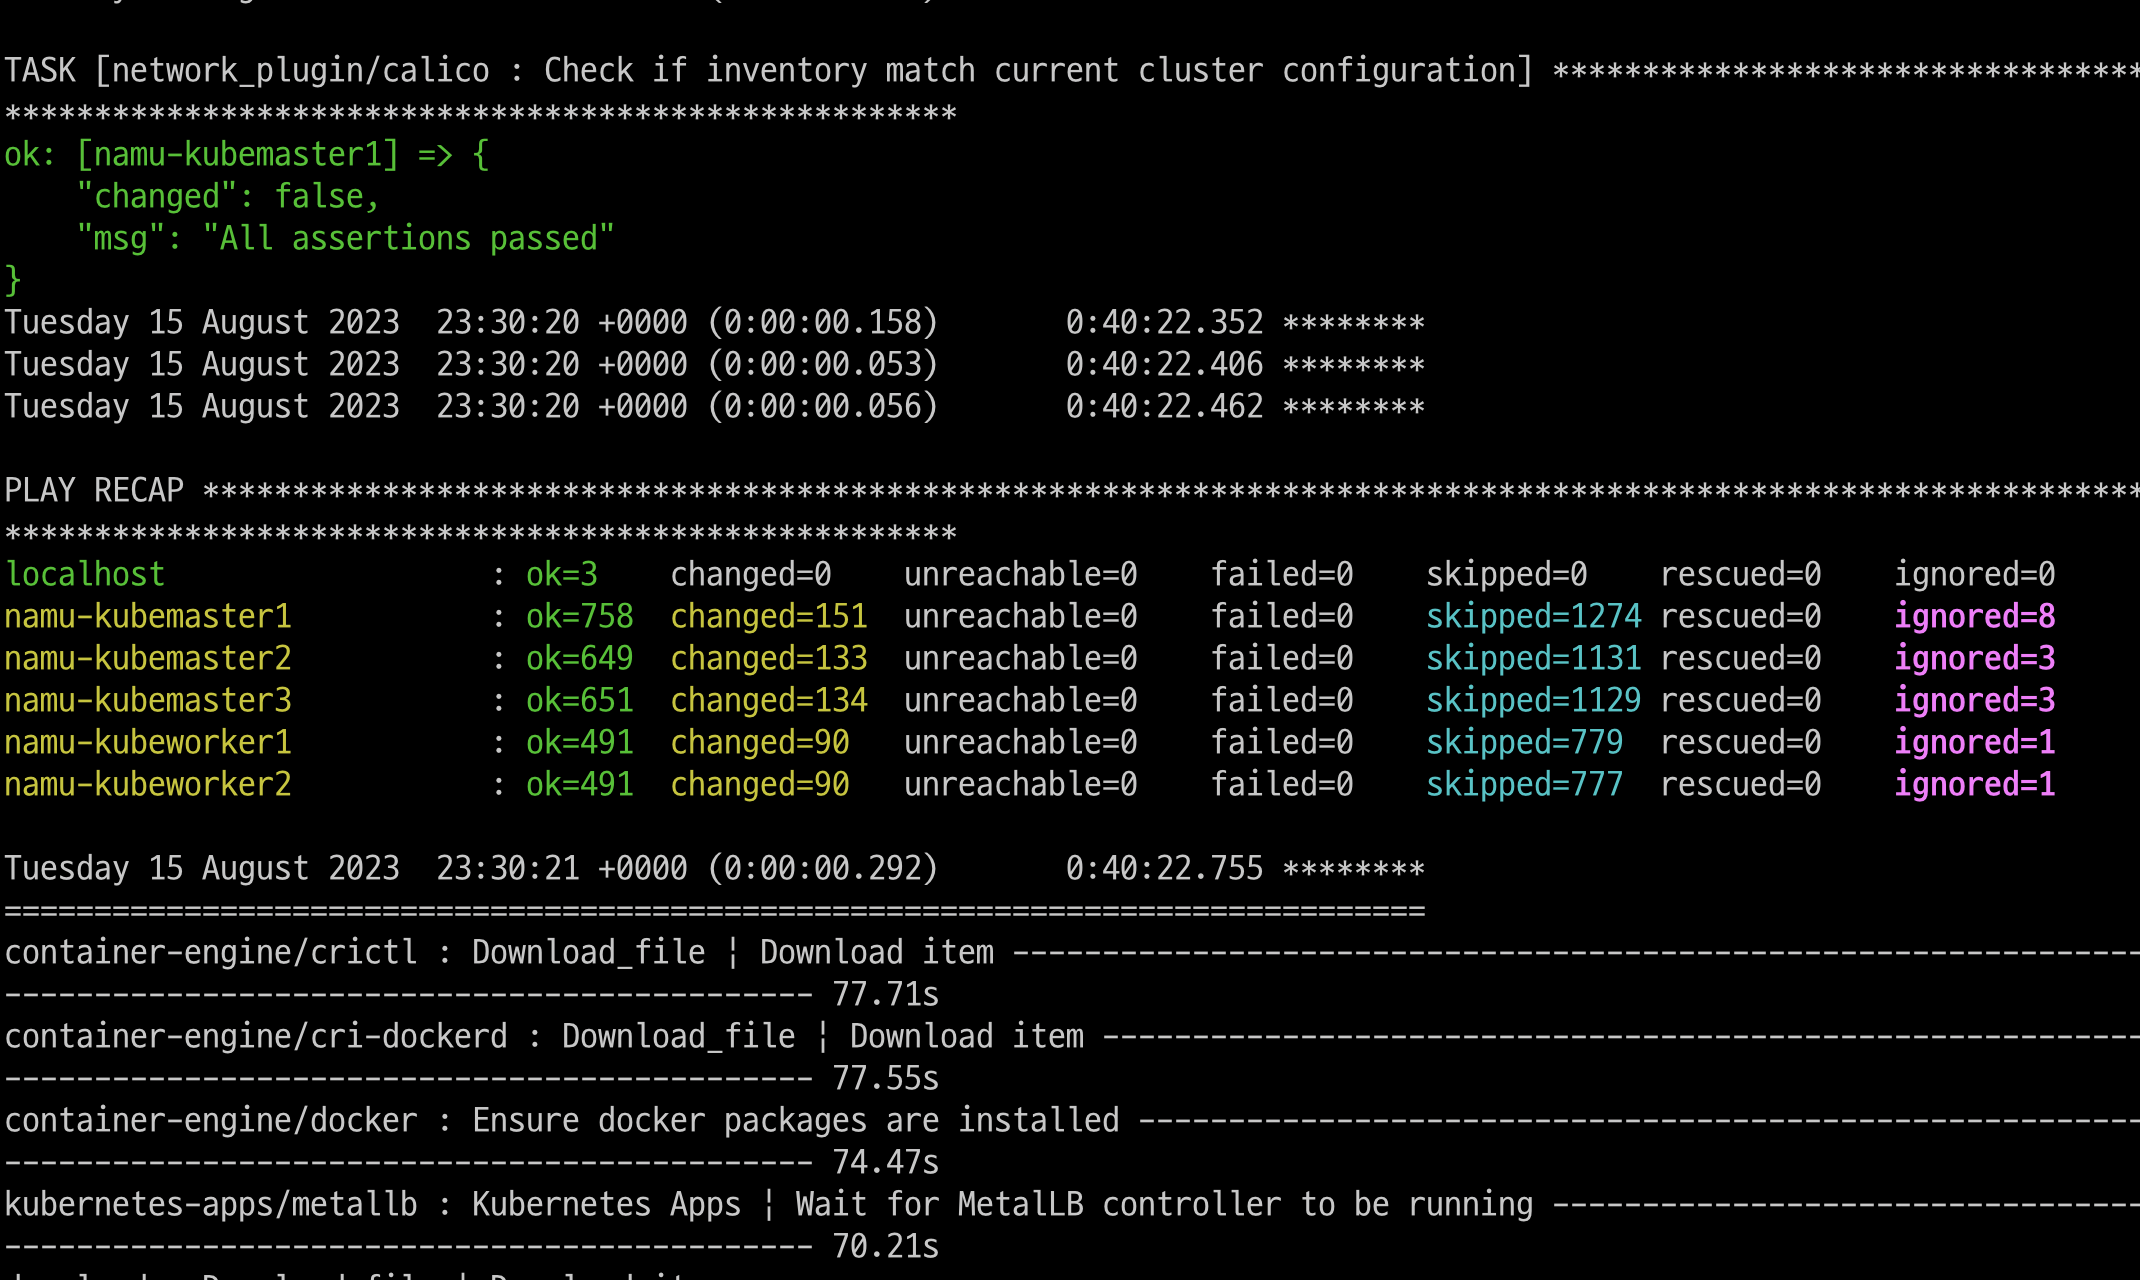 TASK [network_plugin/calico : Check if inventory match current cluster configuration] *********************************
*****************************************************
ok: [namu-kubemaster1] => {
    "changed": false,
    "msg": "All assertions passed"
}
Tuesday 15 August 2023  23:30:20 +0000 (0:00:00.158)       0:40:22.352 ********
Tuesday 15 August 2023  23:30:20 +0000 (0:00:00.053)       0:40:22.406 ********
Tuesday 15 August 2023  23:30:20 +0000 (0:00:00.056)       0:40:22.462 ********
PLAY RECAP ************************************************************************************************************
*****************************************************
localhost                  : ok=3    changed=0    unreachable=0    failed=0    skipped=0    rescued=0    ignored=0
namu-kubemaster1           : ok=758  changed=151  unreachable=0    failed=0    skipped=1274 rescued=0    ignored=8
namu-kubemaster2           : ok=649  changed=133  unreachable=0    failed=0    skipped=1131 rescued=0    ignored=3
namu-kubemaster3           : ok=651  changed=134  unreachable=0    failed=0    skipped=1129 rescued=0    ignored=3
namu-kubeworker1           : ok=491  changed=90   unreachable=0    failed=0    skipped=779  rescued=0    ignored=1
namu-kubeworker2           : ok=491  changed=90   unreachable=0    failed=0    skipped=777  rescued=0    ignored=1
Tuesday 15 August 2023  23:30:21 +0000 (0:00:00.292)       0:40:22.755 ********
===============================================================================
container-engine/crictl : Download_file ¦ Download item ---------------------------------------------------------------
--------------------------------------------- 77.71s
container-engine/cri-dockerd : Download_file ¦ Download item ----------------------------------------------------------
--------------------------------------------- 77.55s
container-engine/docker : Ensure docker packages are installed --------------------------------------------------------
--------------------------------------------- 74.47s
kubernetes-apps/metallb : Kubernetes Apps ¦ Wait for MetalLB controller to be running ---------------------------------
--------------------------------------------- 70.21s